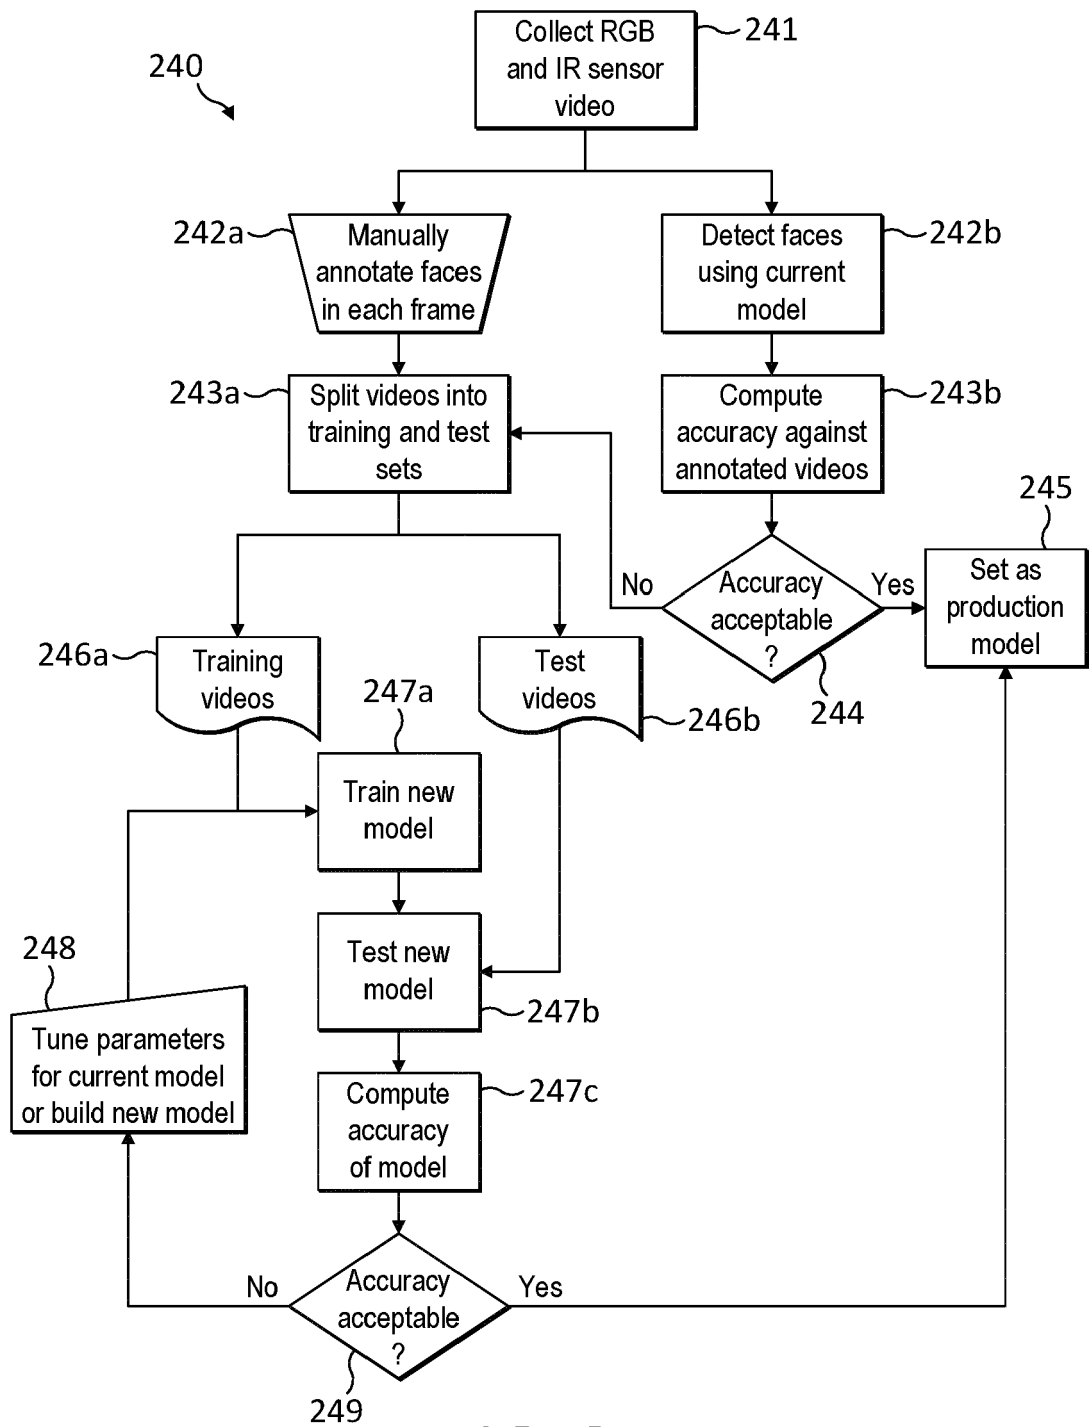 Collect RGB
and IR sensor
video
241
240
242a
Manually
annotate faces
in each frame
Detect faces
using current
model
242b
243a
Split videos into
training and test
sets
Compute
accuracy against
annotated videos
243b
245
No
Accuracy
acceptable
?
Yes
Set as
production
model
244
246a
Training
videos
Test
videos
246b
247a
Train new
model
248
Test new
model
247b
Tune parameters
for current model
or build new model
Compute
accuracy
of model
247c
No
Accuracy
acceptable
?
Yes
249